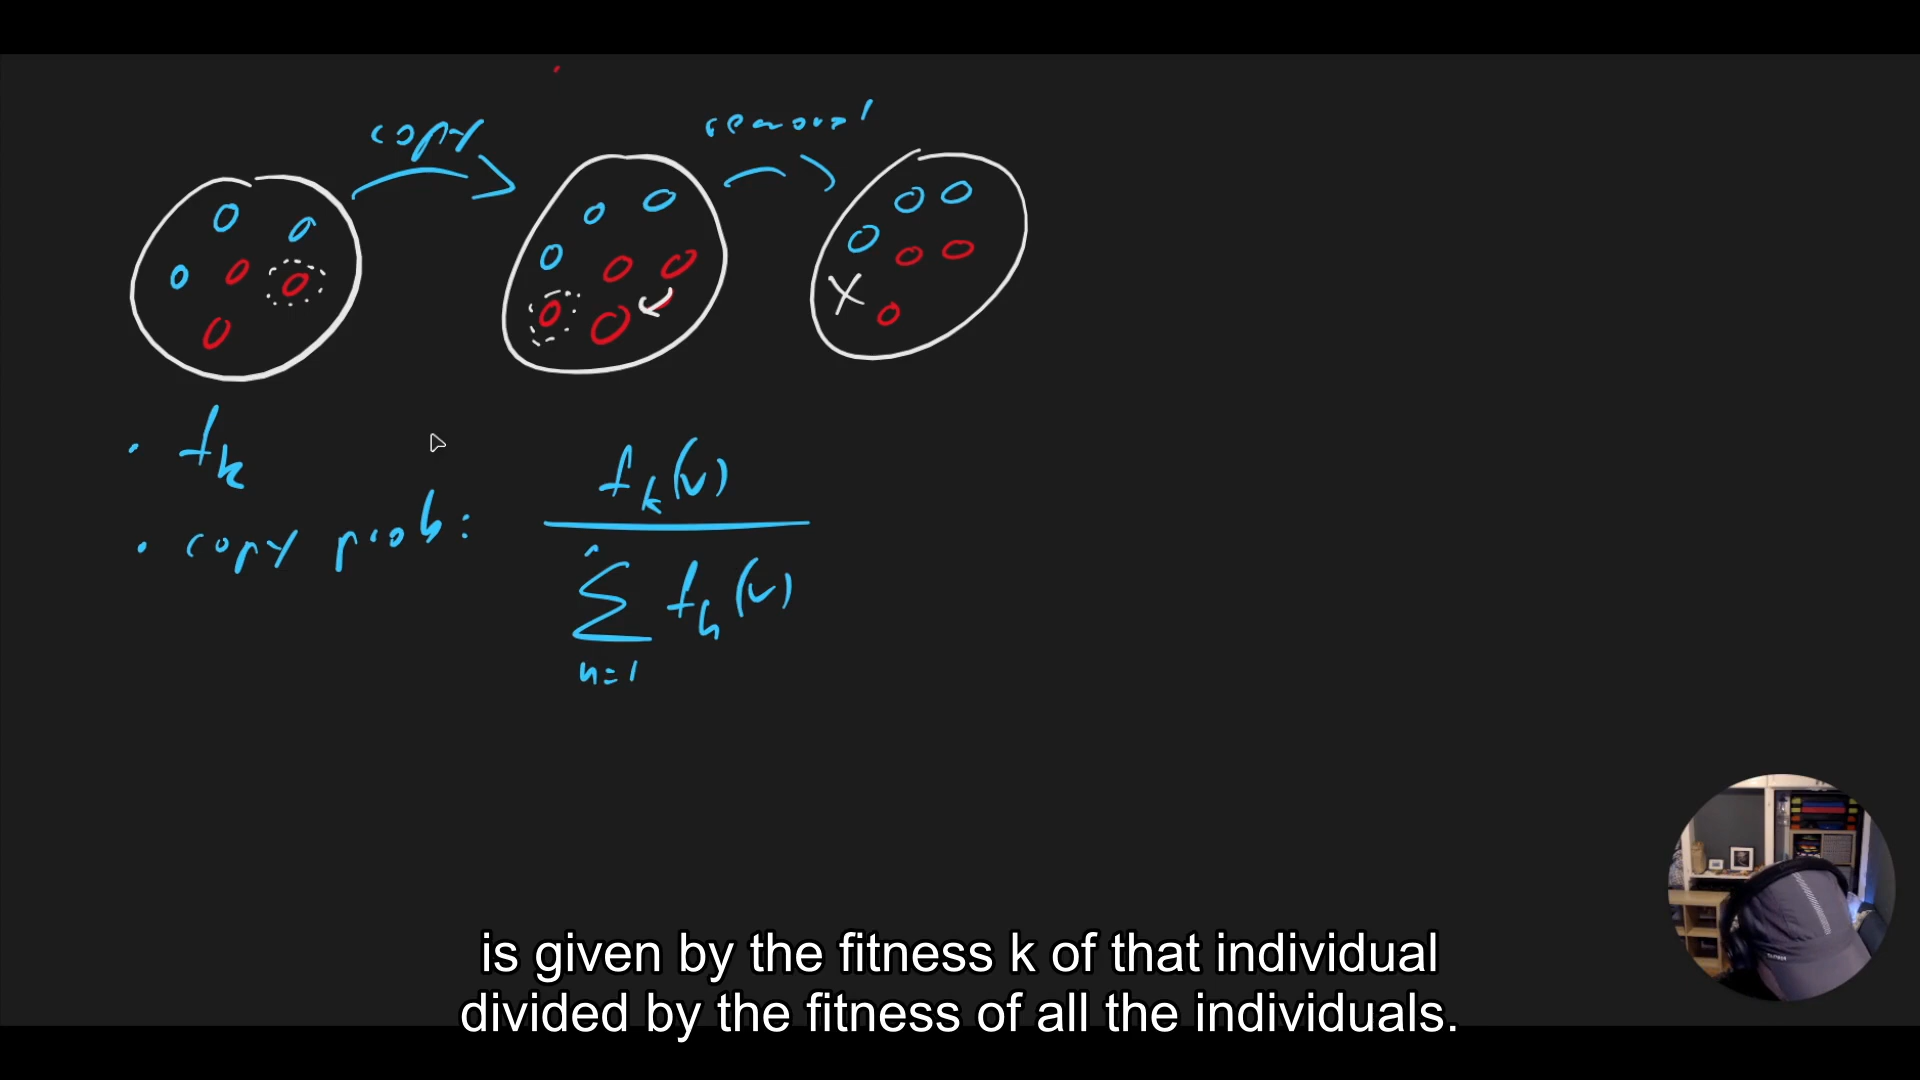 copy
removal
• f_k
• copy prob:
f_k(v)
∑ f_h(v)
n=1
is given by the fitness k of that individual
divided by the fitness of all the individuals.